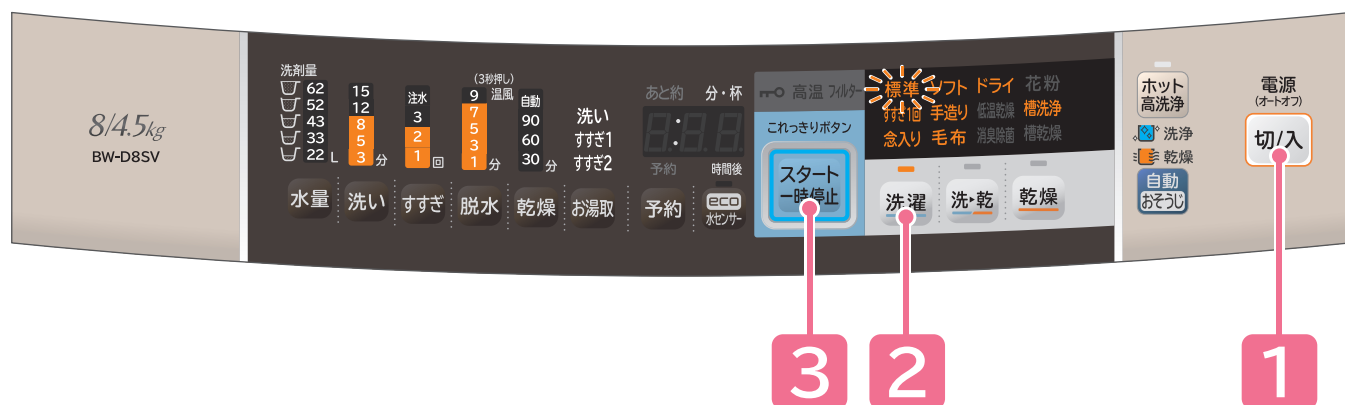 8/4.5kg
BW-D8SV
洗剤量
62
52
43
33
22 L
15
12
8
5
3 分
注水
3
2
1 回
(3秒押し)
9 温風
7
5
3
1 分
自動
90
60
30 分
洗い
すすぎ1
すすぎ2
水量
洗い
すすぎ
脱水
乾燥
お湯取
あと約 分・杯
8:88
予約 時間後
予約
eco
水センサー
高温 フィルター
これっきりボタン
スタート
一時停止
標準 ソフト ドライ 花粉
すすぎ1回 手造り 低温乾燥 槽洗浄
念入り 毛布 消臭除菌 槽乾燥
洗濯
洗▸乾
乾燥
ホット
高洗浄
洗浄
乾燥
自動
おそうじ
電源
(オートオフ)
切/入
3
2
1